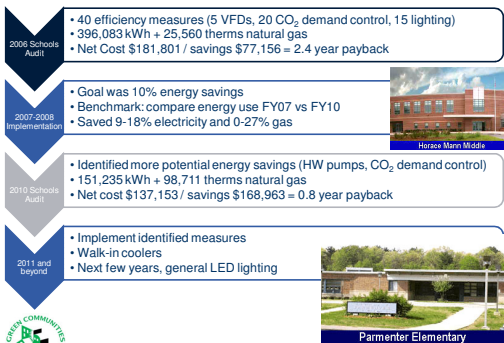 2006 Schools
Audit
• 40 efficiency measures (5 VFDs, 20 CO₂ demand control, 15 lighting)
• 396,083 kWh + 25,560 therms natural gas
• Net Cost $181,801 / savings $77,156 = 2.4 year payback
2007-2008
Implementation
• Goal was 10% energy savings
• Benchmark: compare energy use FY07 vs FY10
• Saved 9-18% electricity and 0-27% gas
Horace Mann Middle
2010 Schools
Audit
• Identified more potential energy savings (HW pumps, CO₂ demand control)
• 151,235 kWh + 98,711 therms natural gas
• Net cost $137,153 / savings $168,963 = 0.8 year payback
2011 and
beyond
• Implement identified measures
• Walk-in coolers
• Next few years, general LED lighting
Parmenter Elementary
GREEN COMMUNITIES